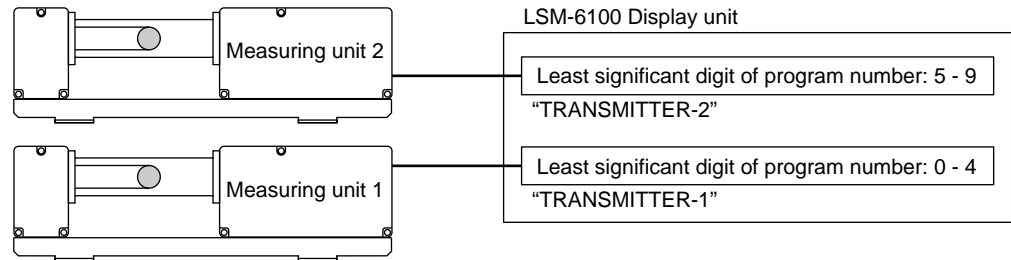 LSM-6100 Display unit
Measuring unit 2
Least significant digit of program number: 5 - 9
“TRANSMITTER-2”
Measuring unit 1
Least significant digit of program number: 0 - 4
“TRANSMITTER-1”